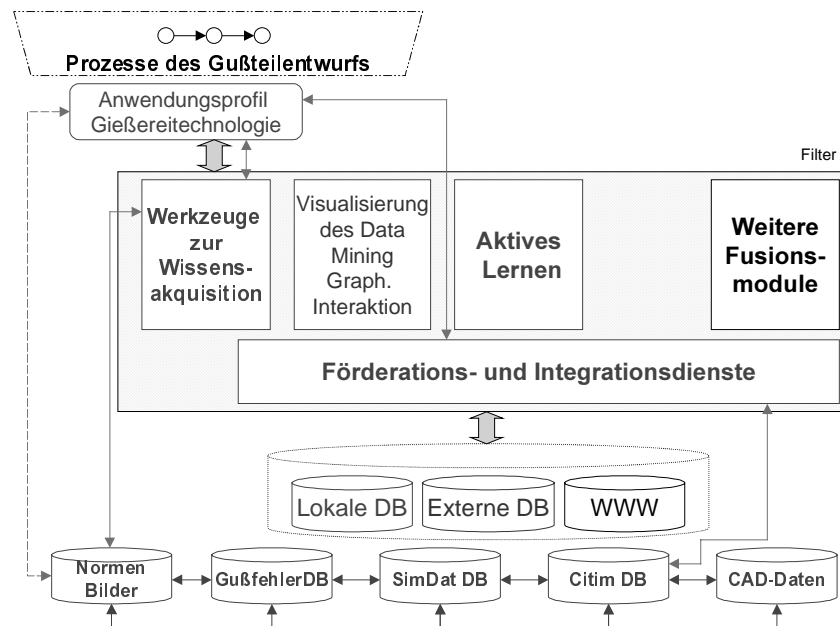 Prozesse des Gußteilentwurfs
Anwendungsprofil
Gießereitechnologie
Filter
Werkzeuge
zur
Wissens-
akquisition
Visualisierung
des Data
Mining
Graph.
Interaktion
Aktives
Lernen
Weitere
Fusions-
module
Förderations- und Integrationsdienste
Lokale DB
Externe DB
WWW
Normen
Bilder
GußfehlerDB
SimDat DB
Citim DB
CAD-Daten